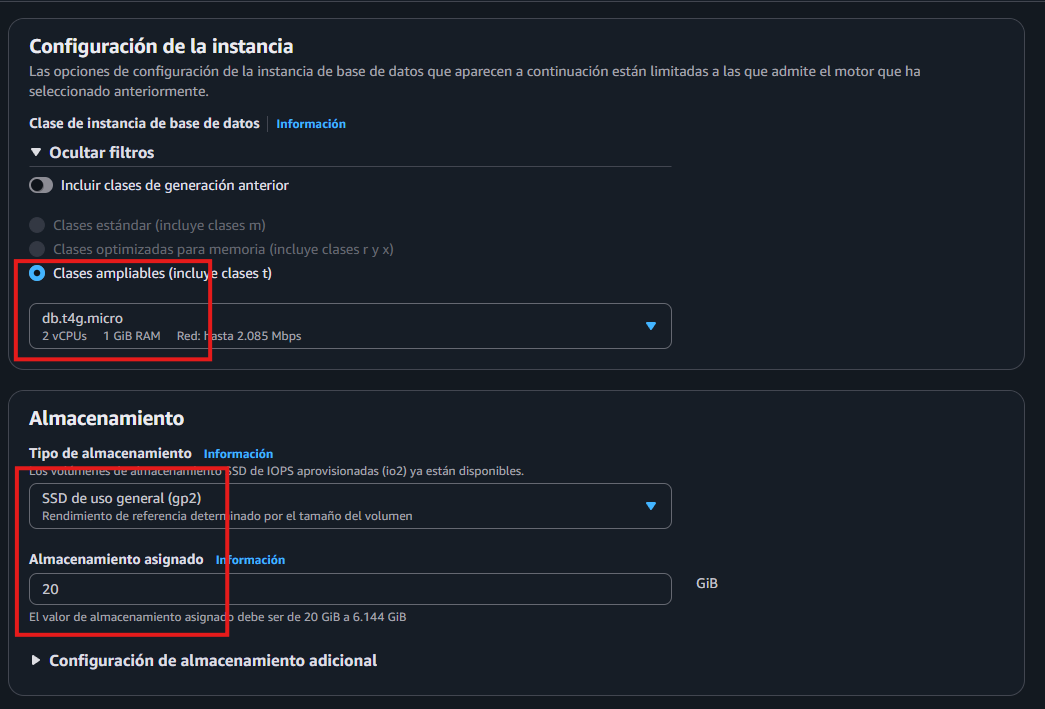 Configuración de la instancia
Las opciones de configuración de la instancia de base de datos que aparecen a continuación están limitadas a las que admite el motor que ha
seleccionado anteriormente.
Clase de instancia de base de datos Información
Ocultar filtros
Incluir clases de generación anterior
Clases estándar (incluye clases m)
Clases optimizadas para memoria (incluye clases r y x)
Clases ampliables (incluye clases t)
db.t4g.micro
2 vCPUs 1 GiB RAM Red: hasta 2.085 Mbps
Almacenamiento
Tipo de almacenamiento Información
Los volúmenes de almacenamiento SSD de IOPS aprovisionadas (io2) ya están disponibles.
SSD de uso general (gp2)
Rendimiento de referencia determinado por el tamaño del volumen
Almacenamiento asignado Información
20 GiB
El valor de almacenamiento asignado debe ser de 20 GiB a 6.144 GiB
Configuración de almacenamiento adicional